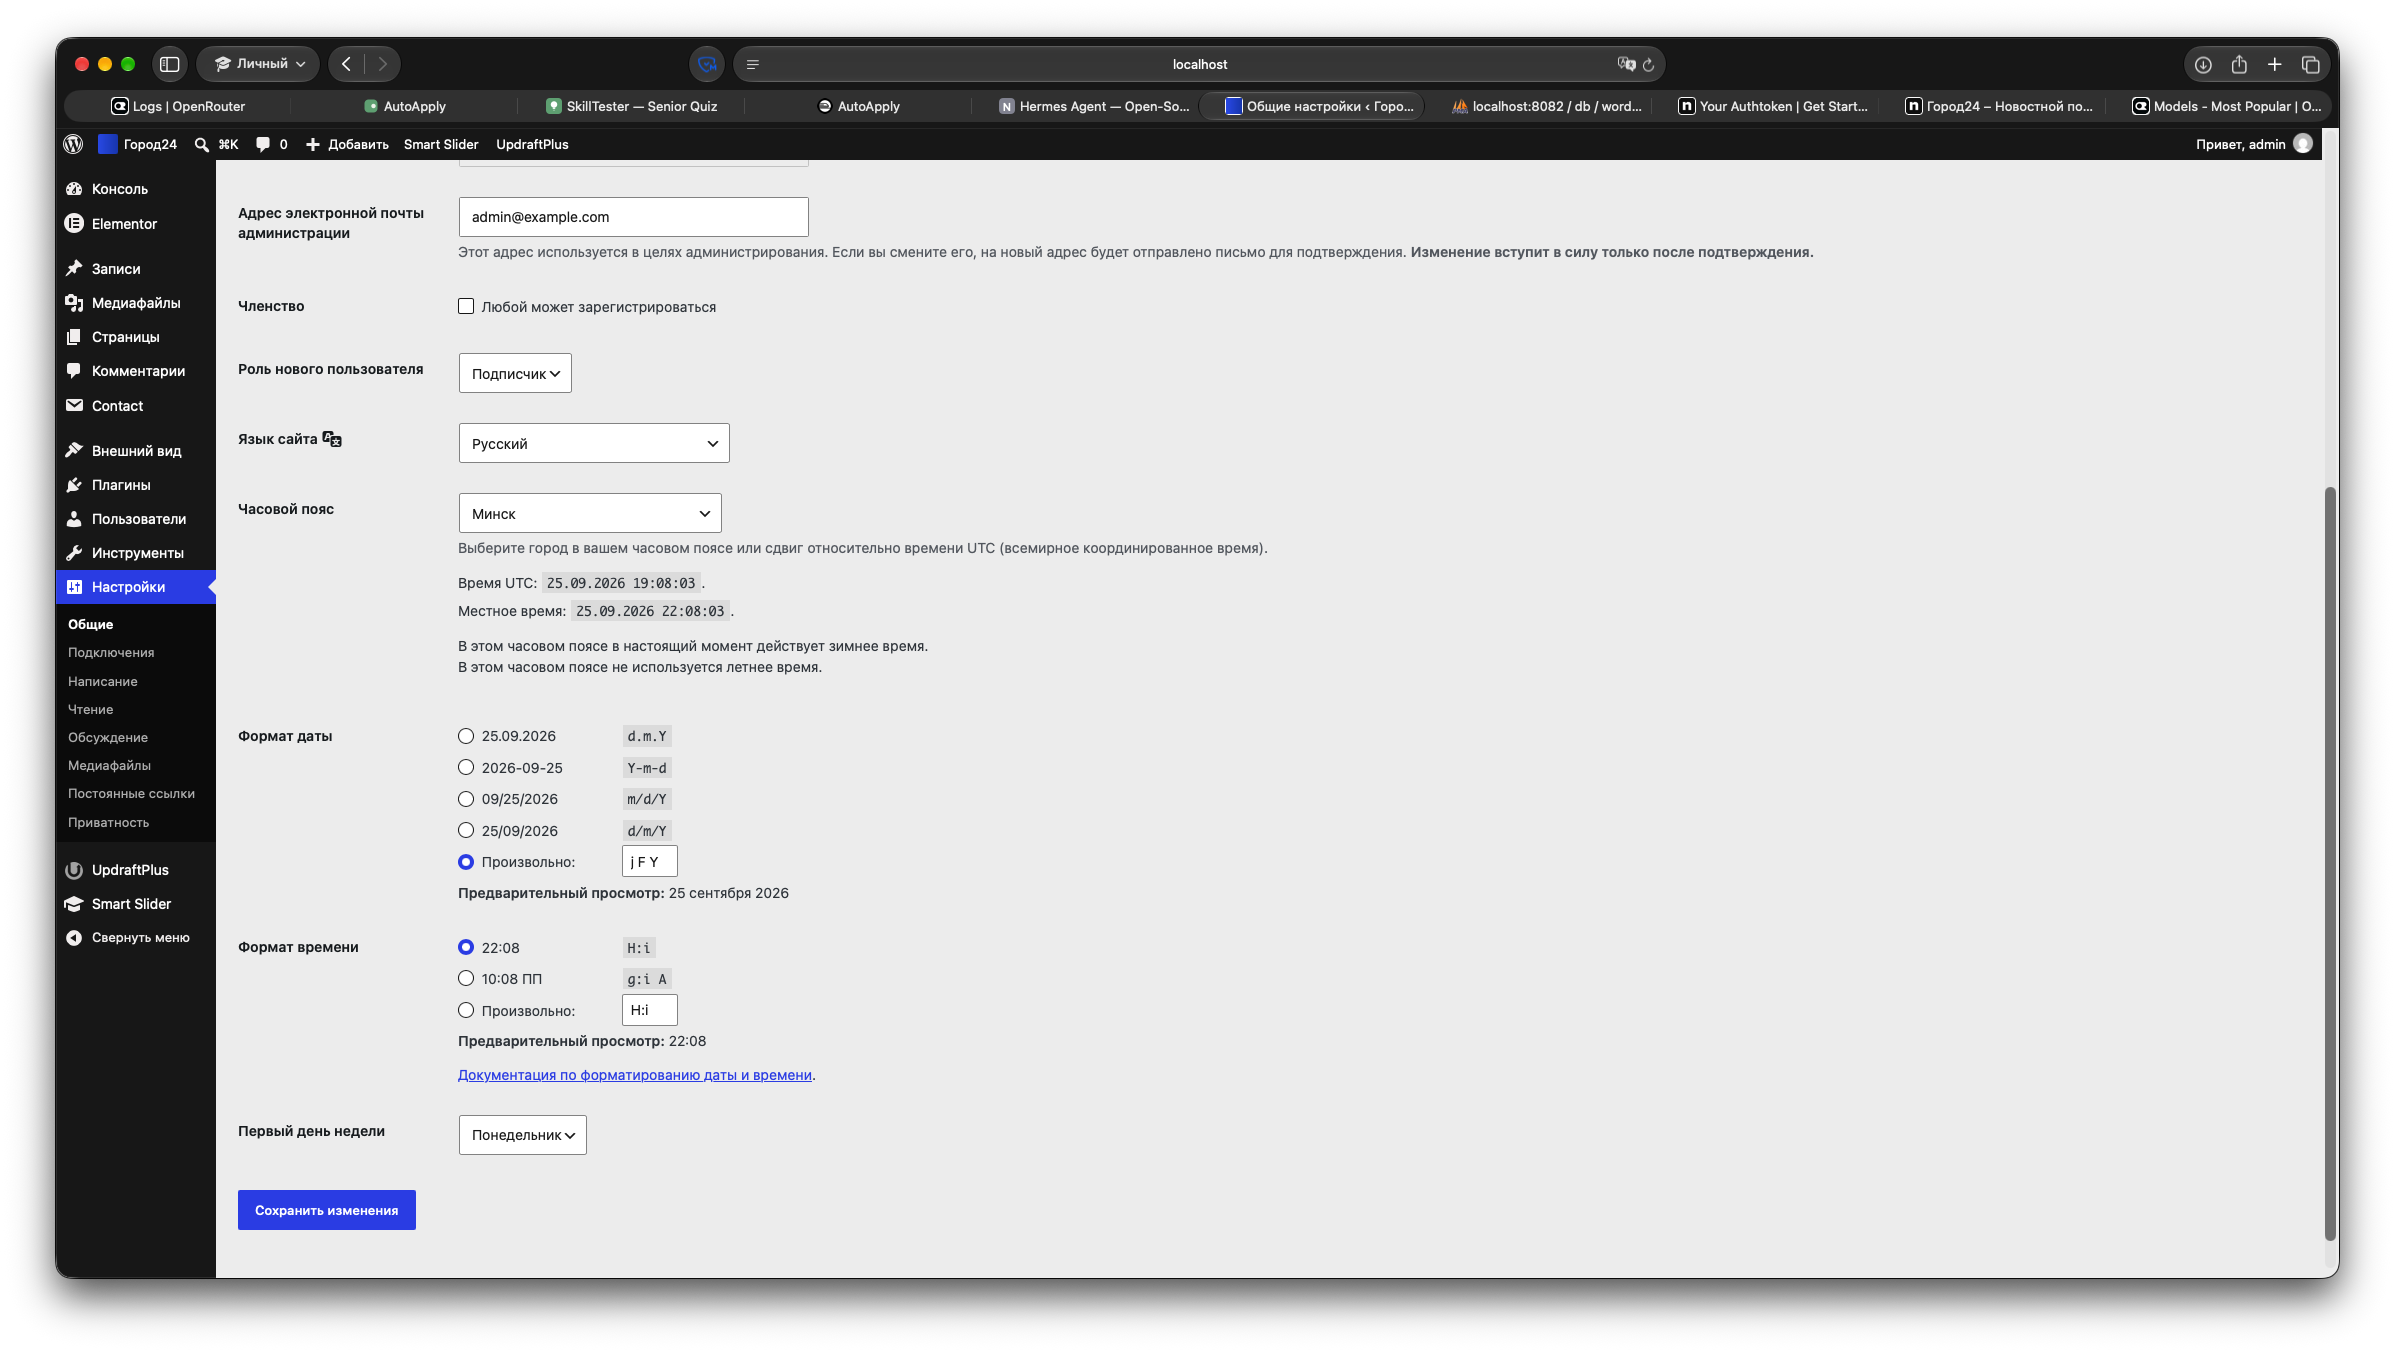 Личный
localhost
Logs | OpenRouter
AutoApply
SkillTester — Senior Quiz
AutoApply
Hermes Agent — Open-So...
Общие настройки ‹ Горо...
localhost:8082 / db / word...
Your Authtoken | Get Start...
Город24 – Новостной по...
Models - Most Popular | O...
Город24
⌘K
0
Добавить
Smart Slider
UpdraftPlus
Привет, admin
Консоль
Elementor
Записи
Медиафайлы
Страницы
Комментарии
Contact
Внешний вид
Плагины
Пользователи
Инструменты
Настройки
Общие
Подключения
Написание
Чтение
Обсуждение
Медиафайлы
Постоянные ссылки
Приватность
UpdraftPlus
Smart Slider
Свернуть меню
Адрес электронной почты
администрации
admin@example.com
Этот адрес используется в целях администрирования. Если вы смените его, на новый адрес будет отправлено письмо для подтверждения. Изменение вступит в силу только после подтверждения.
Членство
Любой может зарегистрироваться
Роль нового пользователя
Подписчик
Язык сайта
Русский
Часовой пояс
Минск
Выберите город в вашем часовом поясе или сдвиг относительно времени UTC (всемирное координированное время).
Время UTC: 25.09.2026 19:08:03.
Местное время: 25.09.2026 22:08:03.
В этом часовом поясе в настоящий момент действует зимнее время.
В этом часовом поясе не используется летнее время.
Формат даты
25.09.2026 d.m.Y
2026-09-25 Y-m-d
09/25/2026 m/d/Y
25/09/2026 d/m/Y
Произвольно: j F Y
Предварительный просмотр: 25 сентября 2026
Формат времени
22:08 H:i
10:08 ПП g:i A
Произвольно: H:i
Предварительный просмотр: 22:08
Документация по форматированию даты и времени.
Первый день недели
Понедельник
Сохранить изменения